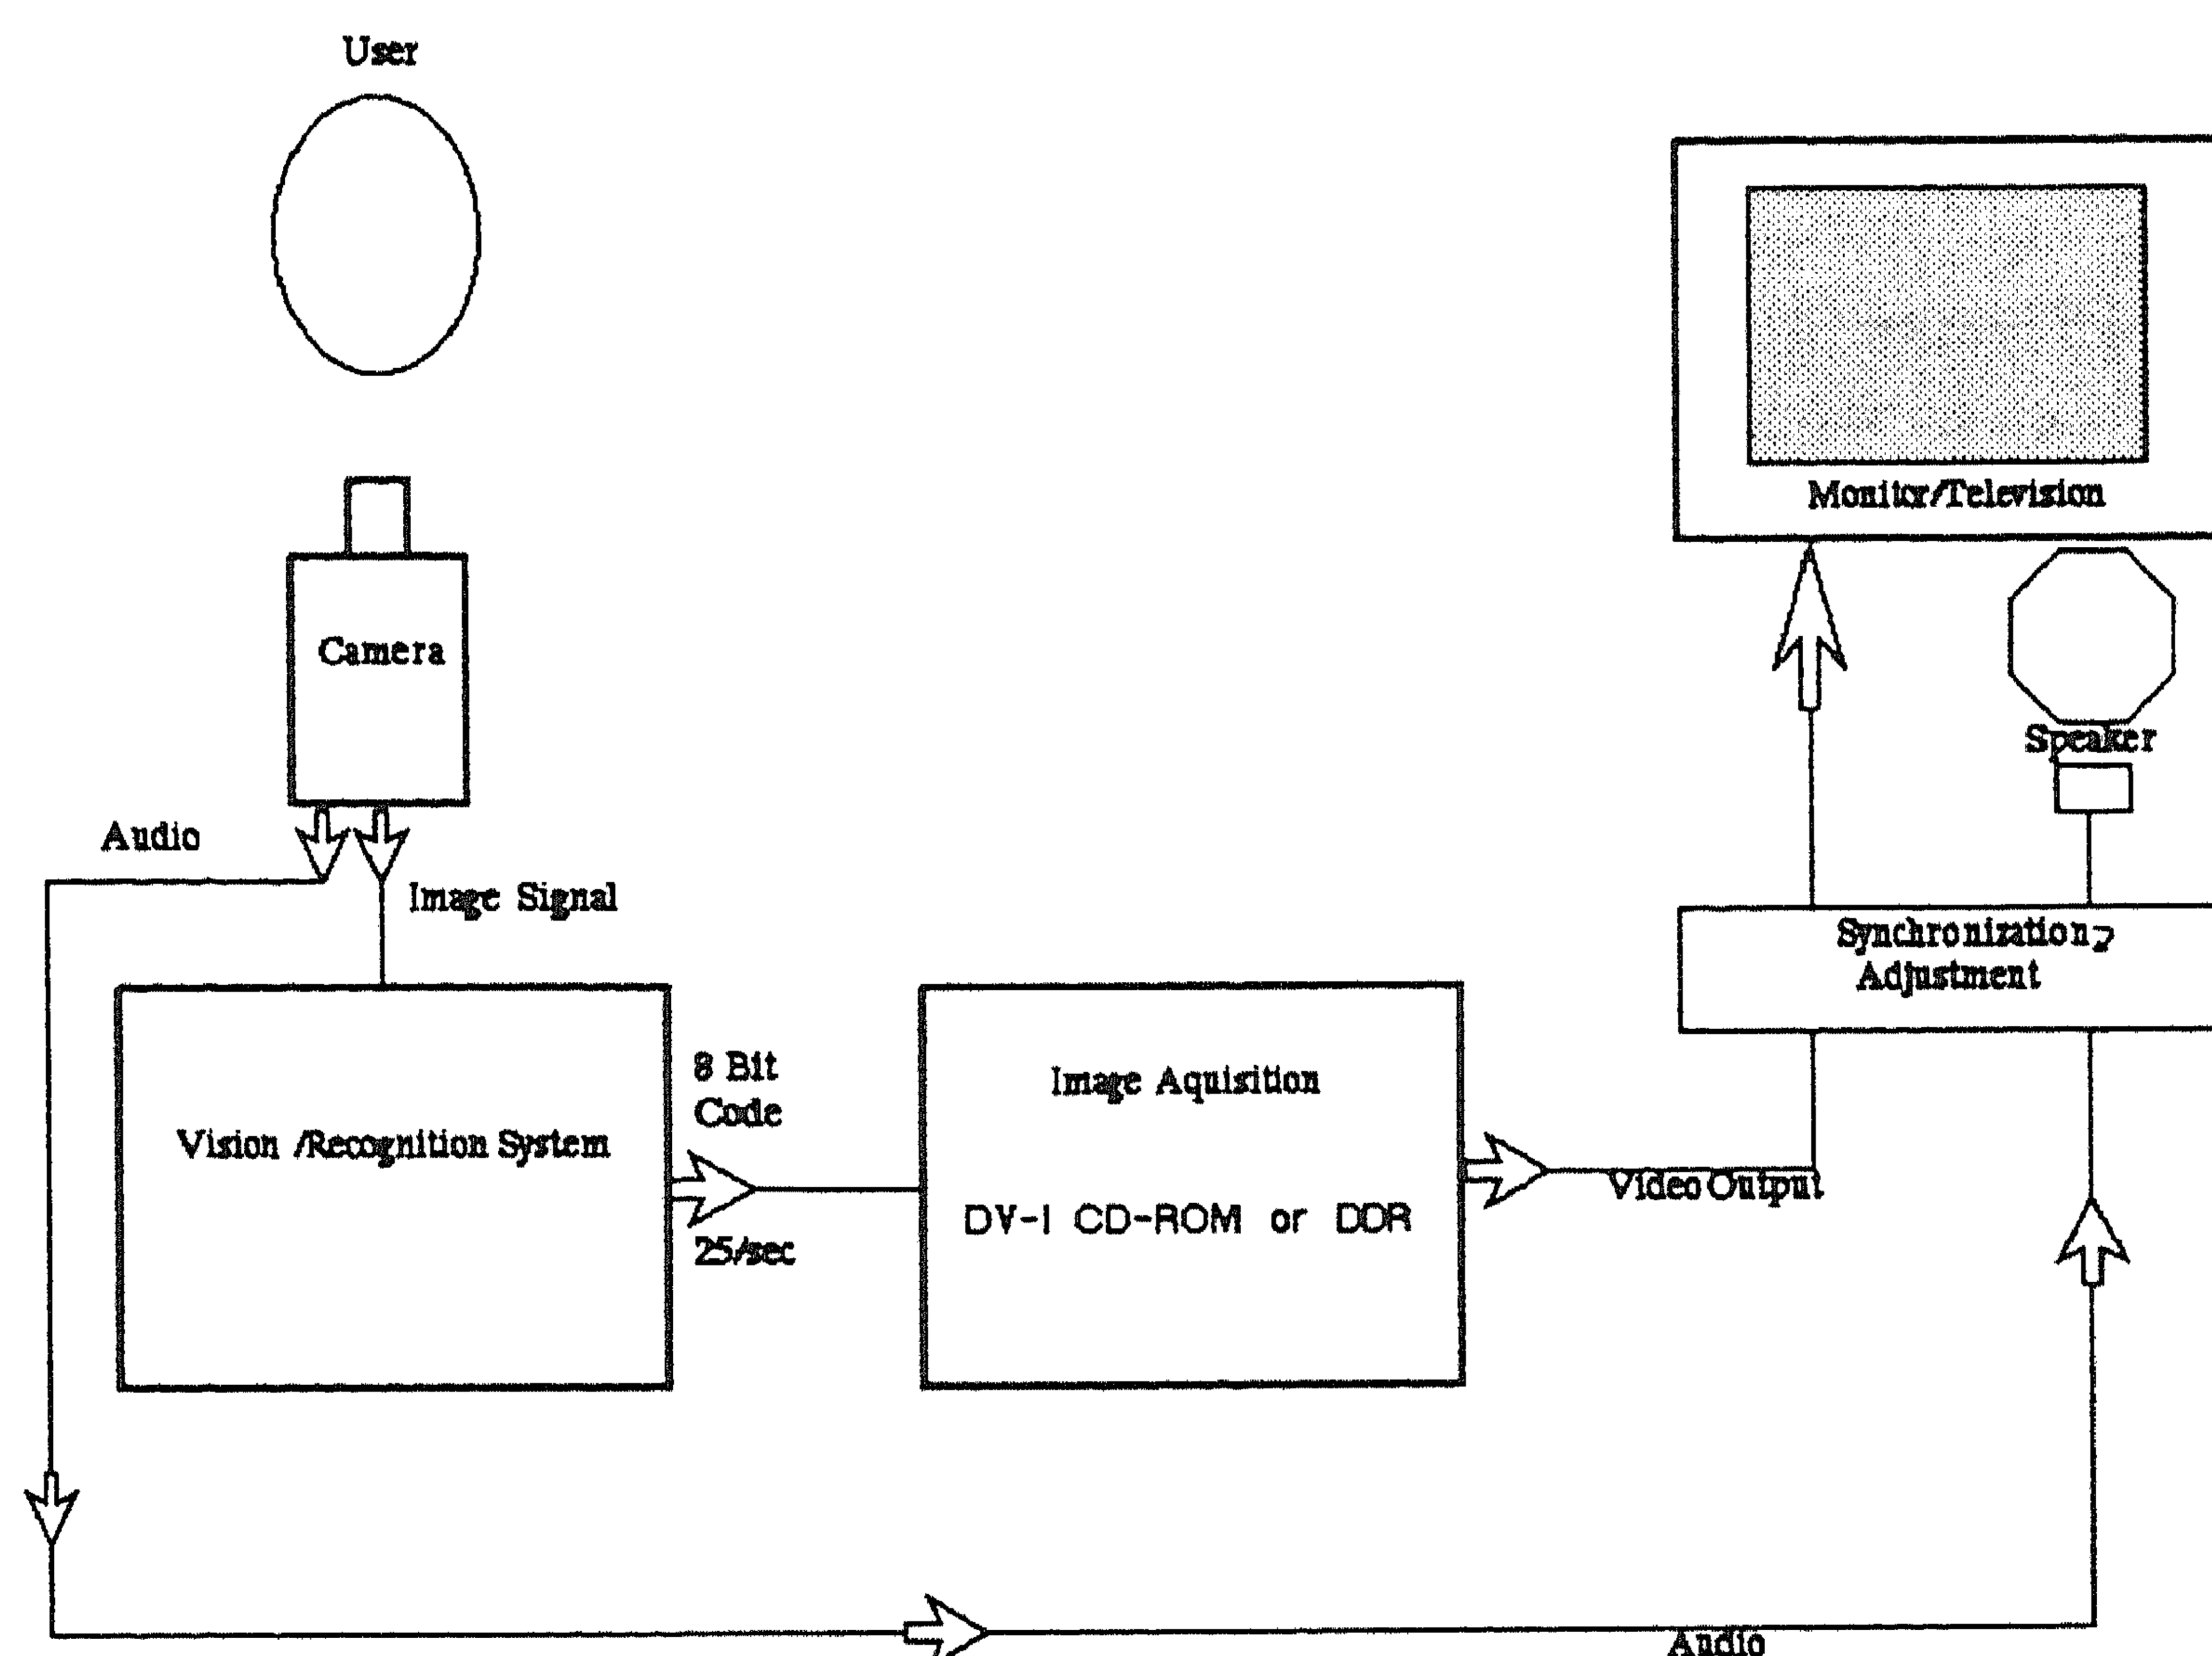 User
Monitor/Television
Camera
Speaker
Audio
Image Signal
Synchronization
Adjustment
8 Bit
Code
Image Aquisition
Vision /Recognition System
Video Output
DV-I CD-ROM or DDR
25/sec
Audio